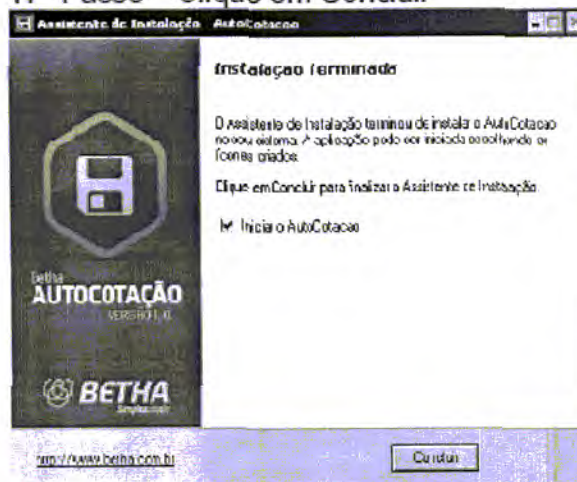 Passo - Clique em Concluir
Assistente de Instalação AutoCotacao
Instalação Terminada
O Assistente de Instalação terminou de instalar o AutoCotacao
no seu sistema. A aplicação pode ser iniciada escolhendo os
ícones criados.
Clique em Concluir para finalizar o Assistente de Instalação.
Iniciar o AutoCotacao
Betha
AUTOCOTAÇÃO
VERSÃO
BETHA
http://www.betha.com.br
Concluir